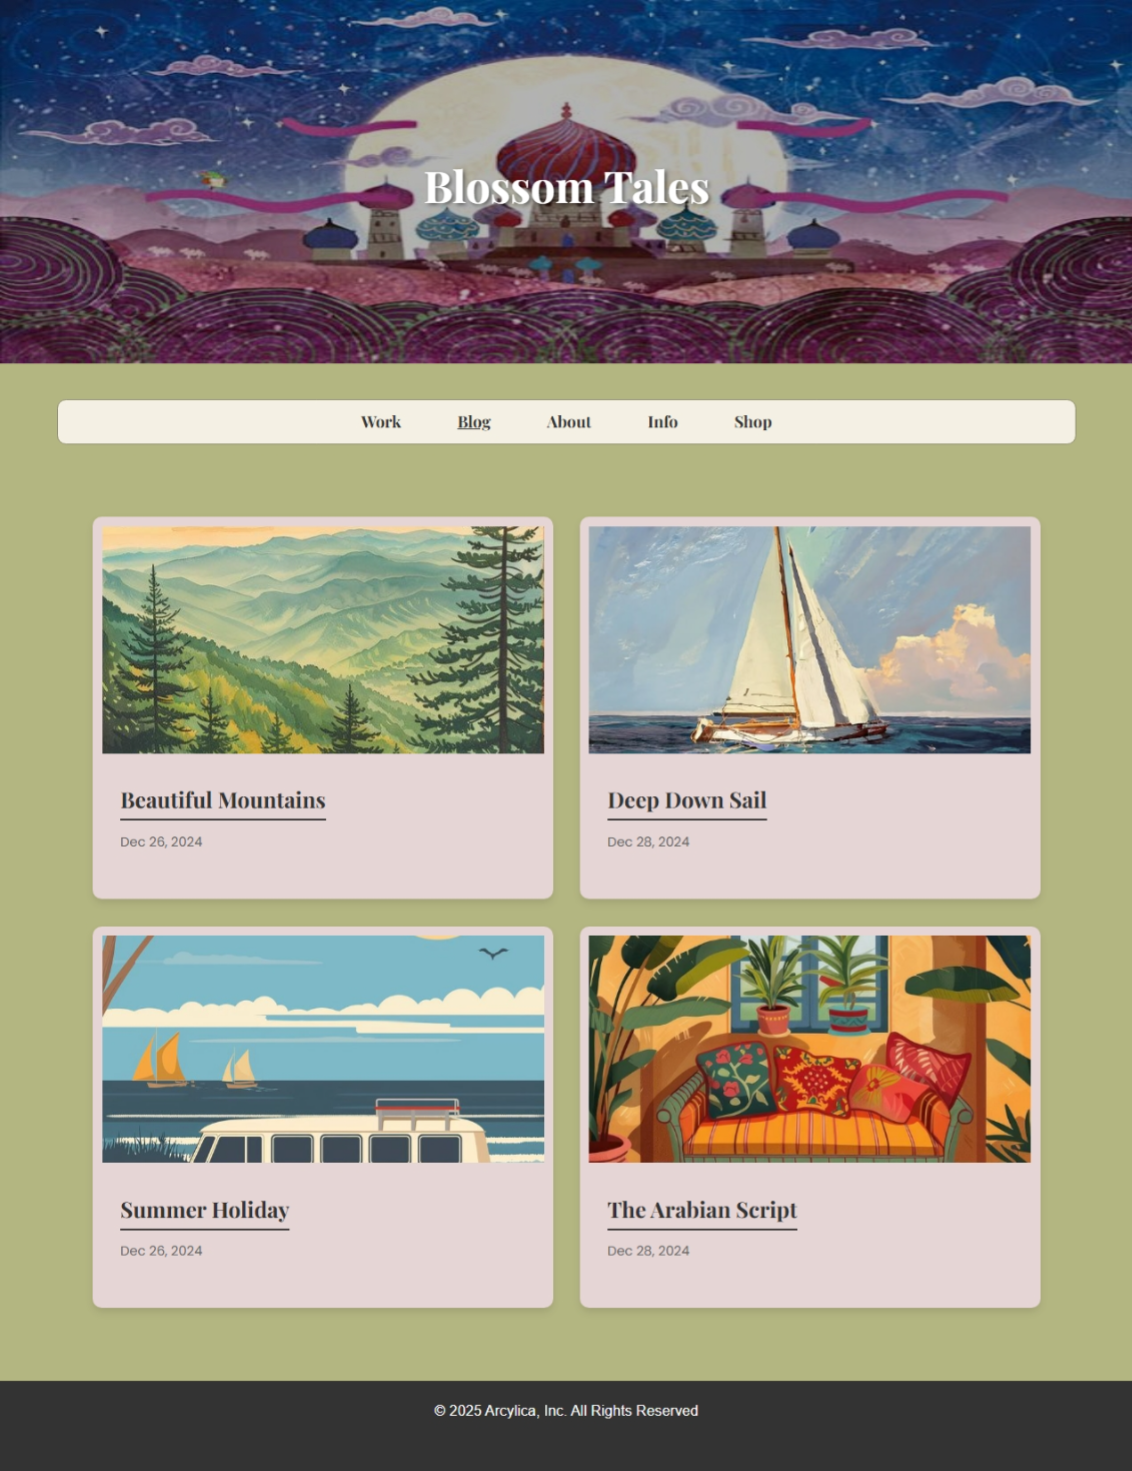 Blossom Tales
Work Blog About Info Shop
Beautiful Mountains
Dec 26, 2024
Deep Down Sail
Dec 28, 2024
Summer Holiday
Dec 26, 2024
The Arabian Script
Dec 28, 2024
© 2025 Arcylica, Inc. All Rights Reserved